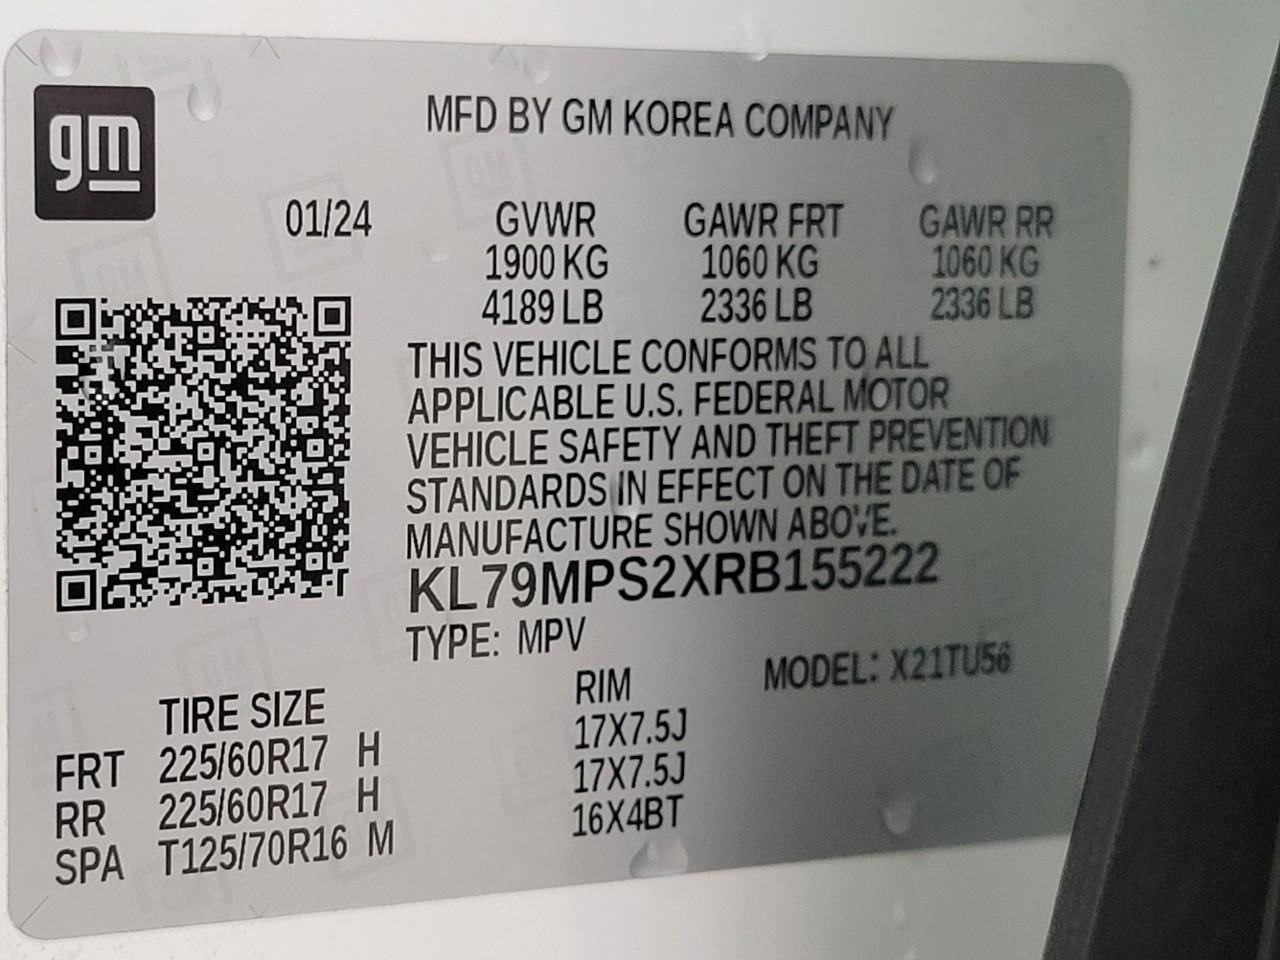 gm
MFD BY GM KOREA COMPANY
01/24 GVWR GAWR FRT GAWR RR
1900 KG 1060 KG 1060 KG
4189 LB 2336 LB 2336 LB
THIS VEHICLE CONFORMS TO ALL
APPLICABLE U.S. FEDERAL MOTOR
VEHICLE SAFETY AND THEFT PREVENTION
STANDARDS IN EFFECT ON THE DATE OF
MANUFACTURE SHOWN ABOVE.
KL79MPS2XRB155222
TYPE: MPV MODEL: X21TU56
TIRE SIZE RIM
FRT 225/60R17 H 17X7.5J
RR 225/60R17 H 17X7.5J
SPA T125/70R16 M 16X4BT